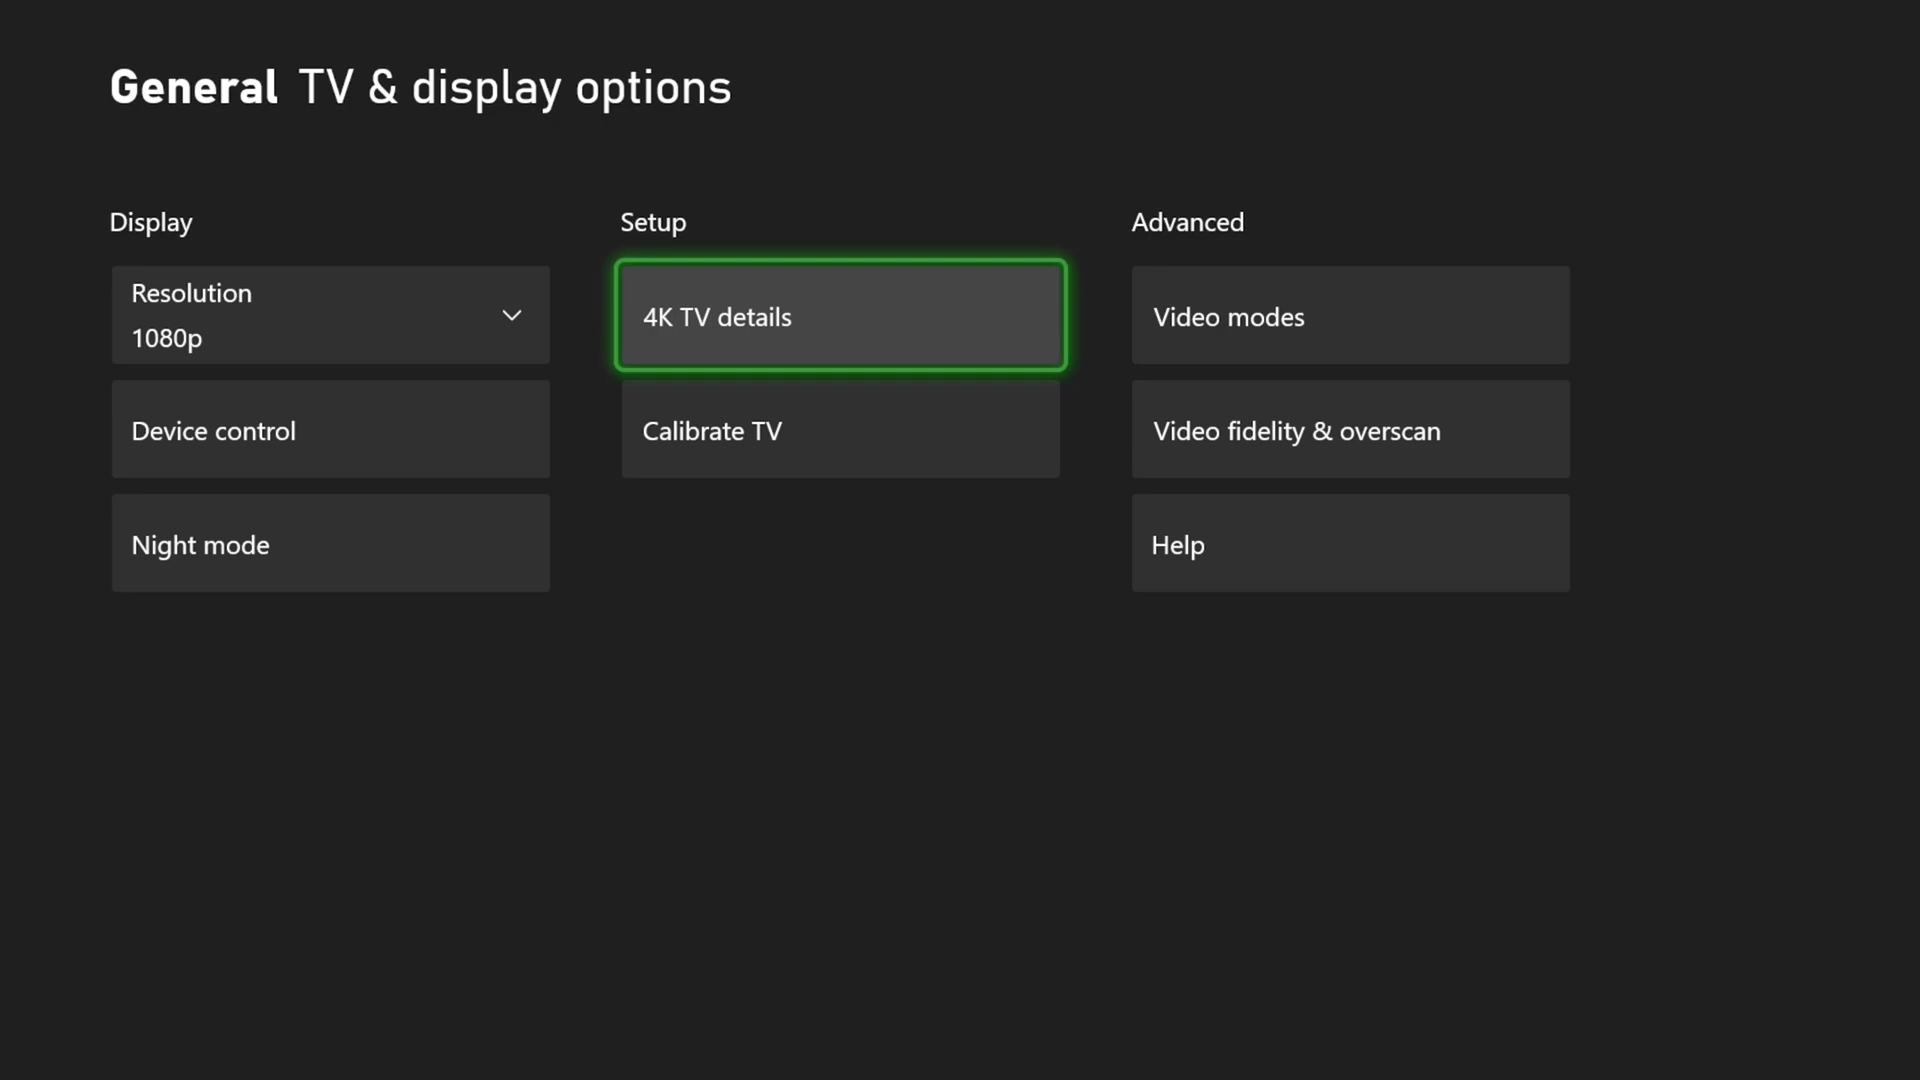 General TV & display options
Display
Resolution
1080p
Device control
Night mode
Setup
4K TV details
Calibrate TV
Advanced
Video modes
Video fidelity & overscan
Help